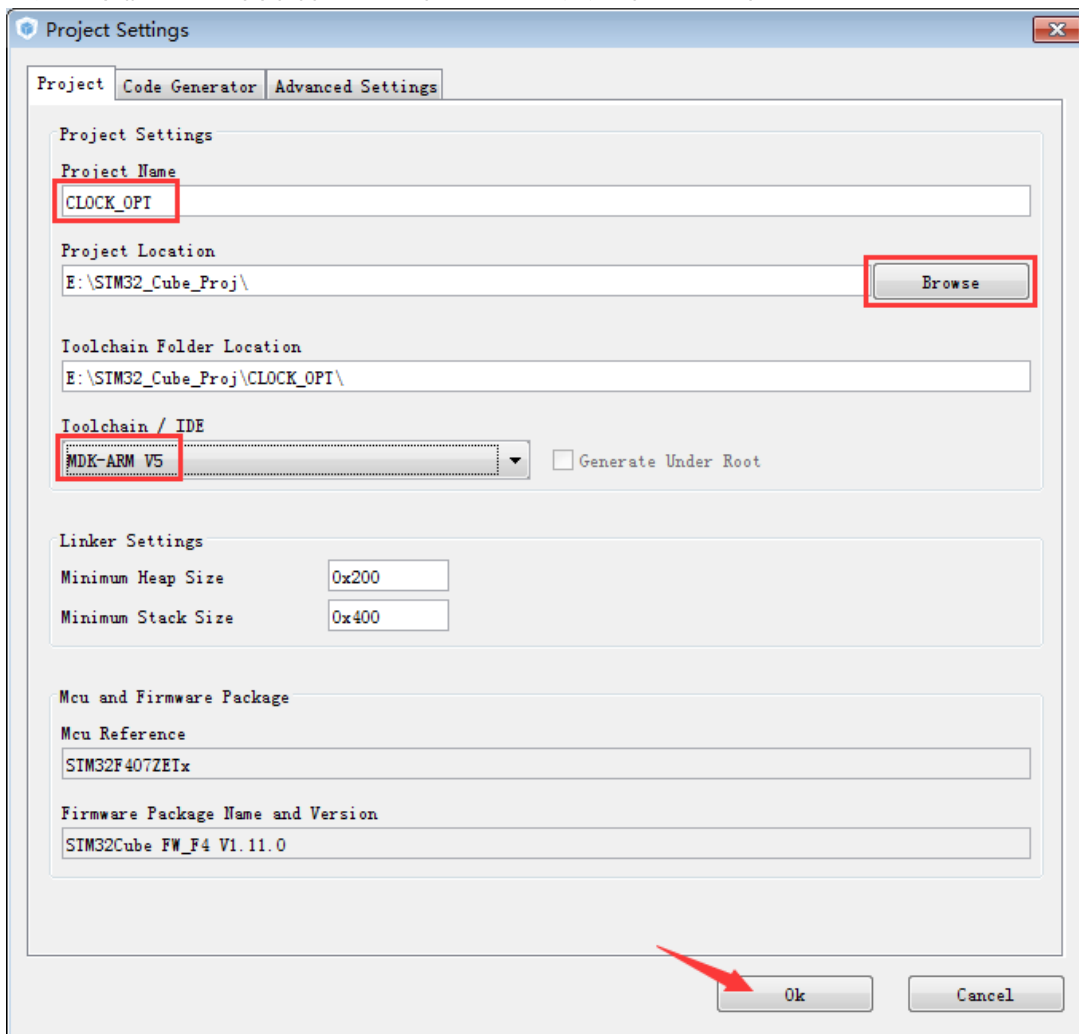 Project Settings
Project Code Generator Advanced Settings
Project Settings
Project Name
CLOCK_OPT
Project Location
E:\STM32_Cube_Proj\ Browse
Toolchain Folder Location
E:\STM32_Cube_Proj\CLOCK_OPT\
Toolchain / IDE
MDK-ARM V5 Generate Under Root
Linker Settings
Minimum Heap Size 0x200
Minimum Stack Size 0x400
Mcu and Firmware Package
Mcu Reference
STM32F407ZETx
Firmware Package Name and Version
STM32Cube FW_F4 V1.11.0
Ok Cancel